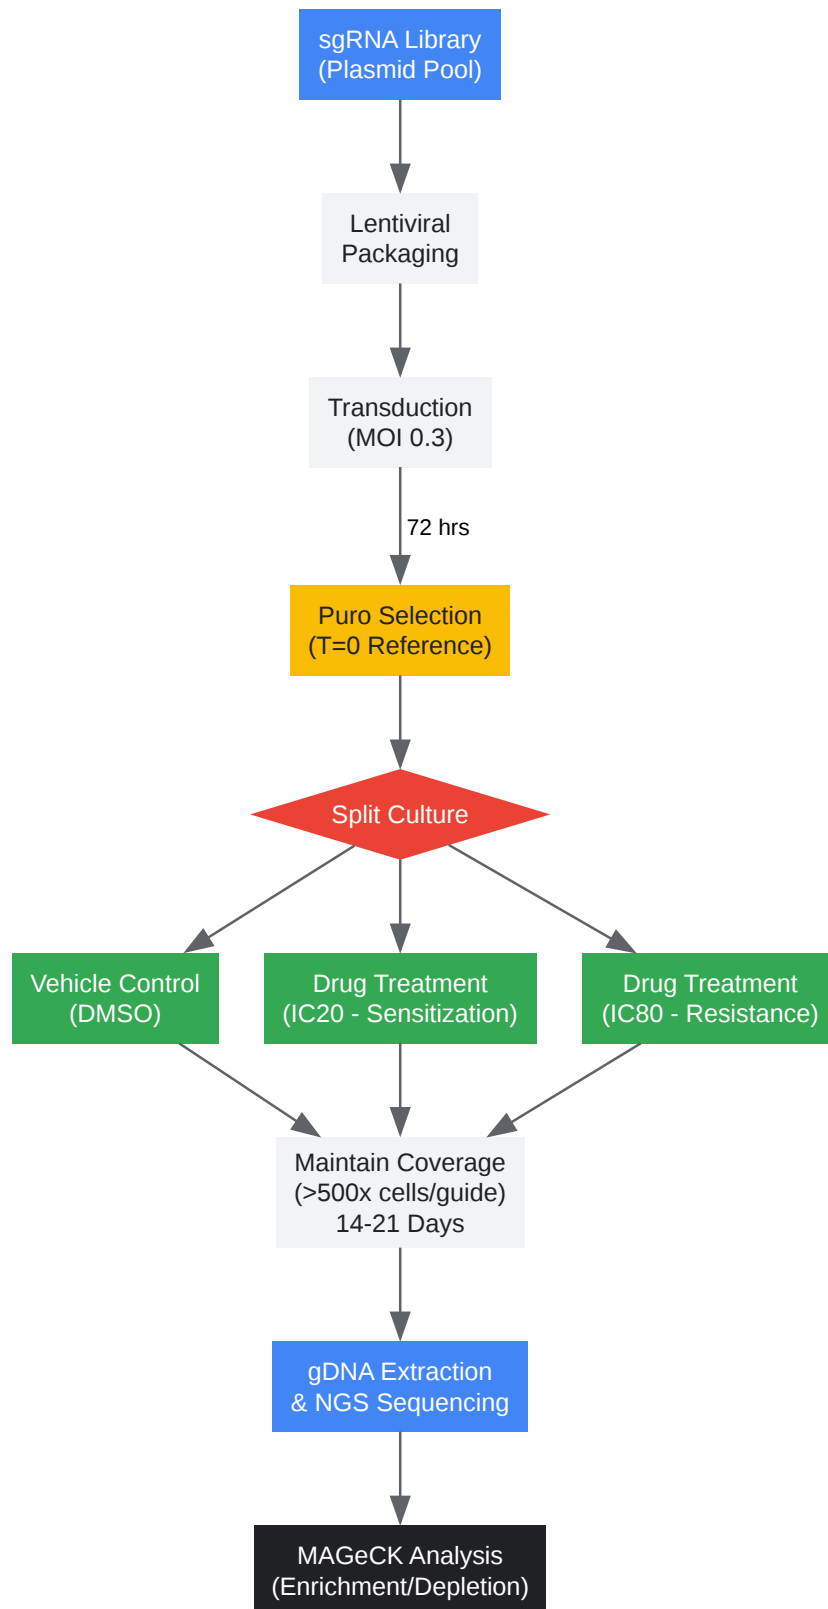 sgRNA Library
(Plasmid Pool)
Lentiviral
Packaging
Transduction
(MOI 0.3)
72 hrs
Puro Selection
(T=0 Reference)
Split Culture
Vehicle Control
(DMSO)
Drug Treatment
(IC20 - Sensitization)
Drug Treatment
(IC80 - Resistance)
Maintain Coverage
(>500x cells/guide)
14-21 Days
gDNA Extraction
& NGS Sequencing
MAGeCK Analysis
(Enrichment/Depletion)